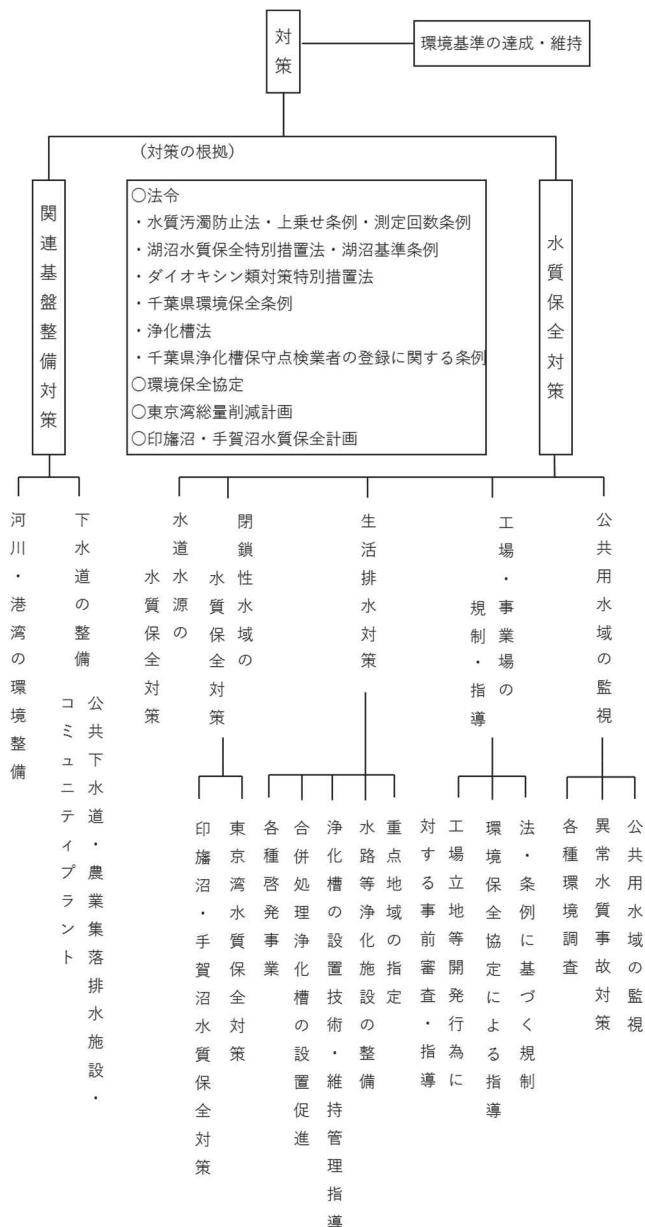 対策
環境基準の達成・維持
(対策の根拠)
○法令
・水質汚濁防止法・上乗せ条例・測定回数条例
・湖沼水質保全特別措置法・湖沼基準条例
・ダイオキシン類対策特別措置法
・千葉県環境保全条例
・浄化槽法
・千葉県浄化槽保守点検業者の登録に関する条例
○環境保全協定
○東京湾総量削減計画
○印旛沼・手賀沼水質保全計画
水質保全対策
関連基盤整備対策
公共用水域の監視
工場・事業場の
規制・指導
生活排水対策
閉鎖性水域の
水質保全対策
水道水源の
水質保全対策
下水道の整備
公共下水道・農業集落排水施設・
コミュニティプラント
河川・港湾の環境整備
公共用水域の監視
異常水質事故対策
各種環境調査
法・条例に基づく規制
環境保全協定による指導
工場立地等開発行為に
対する事前審査・指導
重点地域の指定
水路等浄化施設の整備
浄化槽の設置技術・維持管理指導
合併処理浄化槽の設置促進
各種啓発事業
東京湾水質保全対策
印旛沼・手賀沼水質保全対策